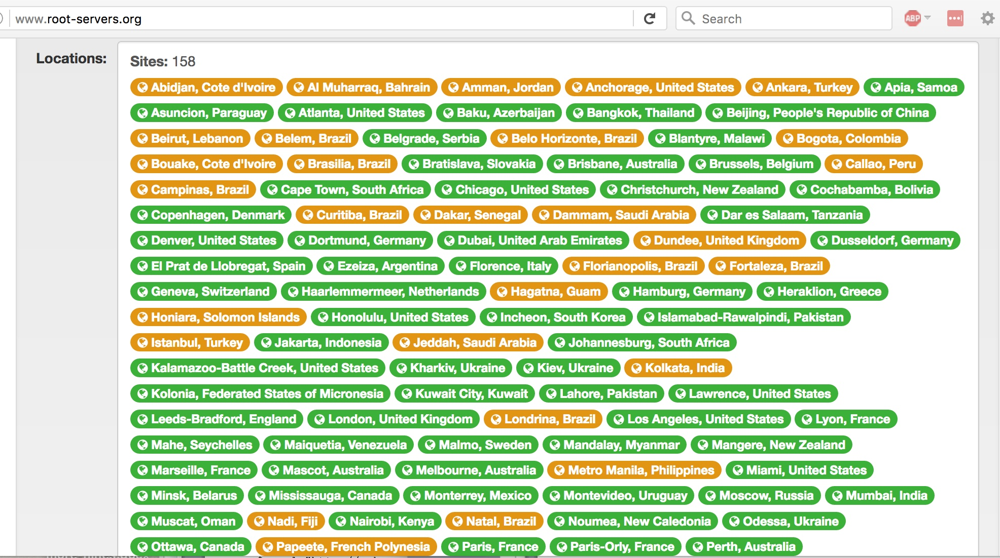 www.root-servers.org
Search
ABP
Locations:
Sites: 158
Abidjan, Cote d'Ivoire Al Muharraq, Bahrain Amman, Jordan Anchorage, United States Ankara, Turkey Apia, Samoa
Asuncion, Paraguay Atlanta, United States Baku, Azerbaijan Bangkok, Thailand Beijing, People's Republic of China
Beirut, Lebanon Belem, Brazil Belgrade, Serbia Belo Horizonte, Brazil Blantyre, Malawi Bogota, Colombia
Bouake, Cote d'Ivoire Brasilia, Brazil Bratislava, Slovakia Brisbane, Australia Brussels, Belgium Callao, Peru
Campinas, Brazil Cape Town, South Africa Chicago, United States Christchurch, New Zealand Cochabamba, Bolivia
Copenhagen, Denmark Curitiba, Brazil Dakar, Senegal Dammam, Saudi Arabia Dar es Salaam, Tanzania
Denver, United States Dortmund, Germany Dubai, United Arab Emirates Dundee, United Kingdom Dusseldorf, Germany
El Prat de Llobregat, Spain Ezeiza, Argentina Florence, Italy Florianopolis, Brazil Fortaleza, Brazil
Geneva, Switzerland Haarlemmermeer, Netherlands Hagatna, Guam Hamburg, Germany Heraklion, Greece
Honiara, Solomon Islands Honolulu, United States Incheon, South Korea Islamabad-Rawalpindi, Pakistan
Istanbul, Turkey Jakarta, Indonesia Jeddah, Saudi Arabia Johannesburg, South Africa
Kalamazoo-Battle Creek, United States Kharkiv, Ukraine Kiev, Ukraine Kolkata, India
Kolonia, Federated States of Micronesia Kuwait City, Kuwait Lahore, Pakistan Lawrence, United States
Leeds-Bradford, England London, United Kingdom Londrina, Brazil Los Angeles, United States Lyon, France
Mahe, Seychelles Maiquetia, Venezuela Malmo, Sweden Mandalay, Myanmar Mangere, New Zealand
Marseille, France Mascot, Australia Melbourne, Australia Metro Manila, Philippines Miami, United States
Minsk, Belarus Mississauga, Canada Monterrey, Mexico Montevideo, Uruguay Moscow, Russia Mumbai, India
Muscat, Oman Nadi, Fiji Nairobi, Kenya Natal, Brazil Noumea, New Caledonia Odessa, Ukraine
Ottawa, Canada Papeete, French Polynesia Paris, France Paris-Orly, France Perth, Australia